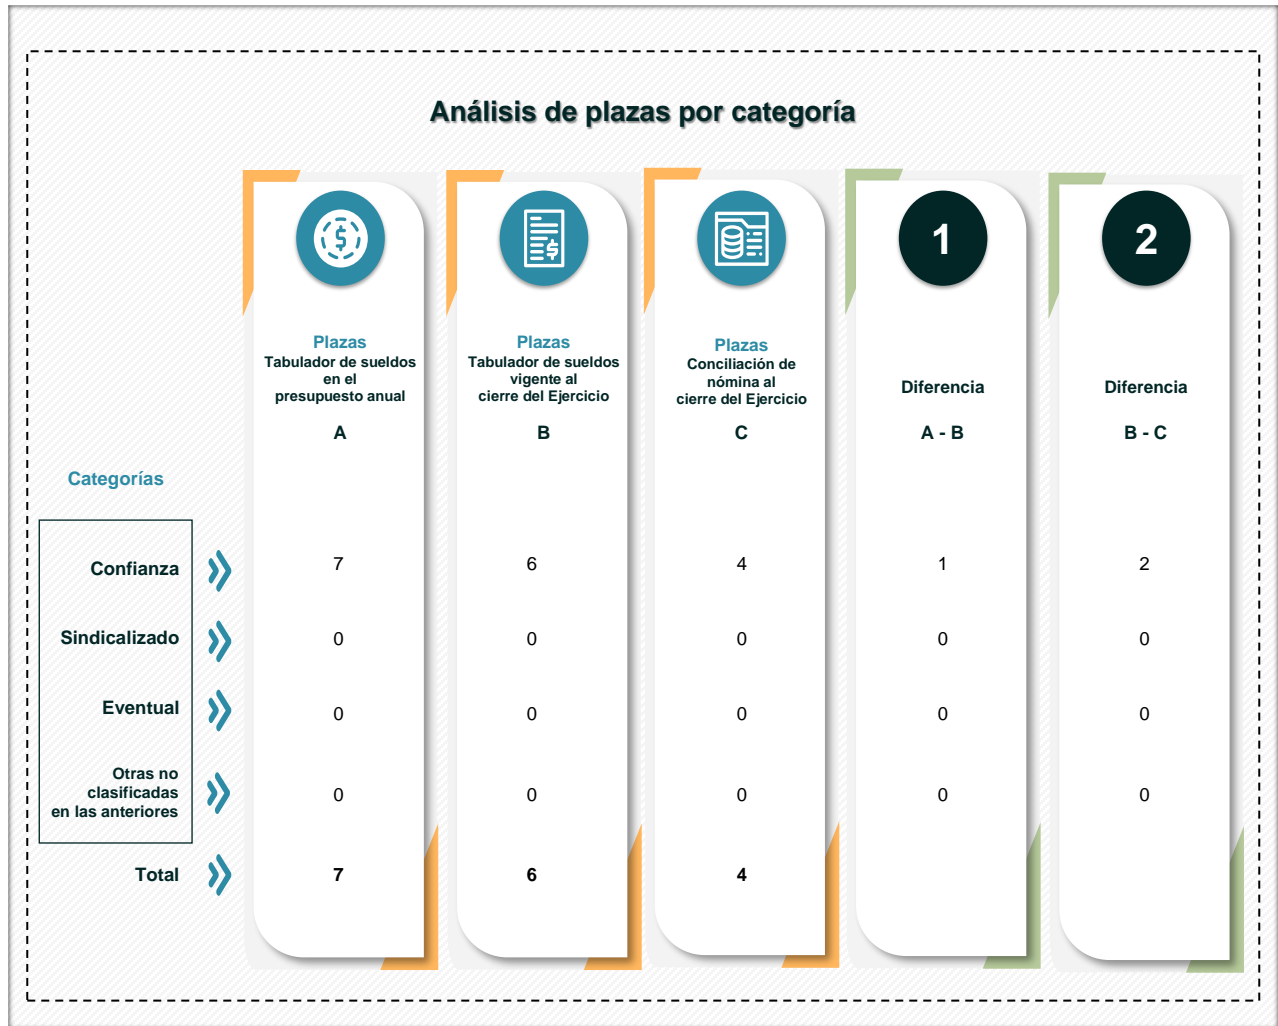 Análisis de plazas por categoría
$
$
1
2
Plazas
Tabulador de sueldos
en el
presupuesto anual
A
Plazas
Tabulador de sueldos
vigente al
cierre del Ejercicio
B
Plazas
Conciliación de
nómina al
cierre del Ejercicio
C
Diferencia
A - B
Diferencia
B - C
Categorías
Confianza 7 6 4 1 2
Sindicalizado 0 0 0 0 0
Eventual 0 0 0 0 0
Otras no
clasificadas
en las anteriores 0 0 0 0 0
Total 7 6 4